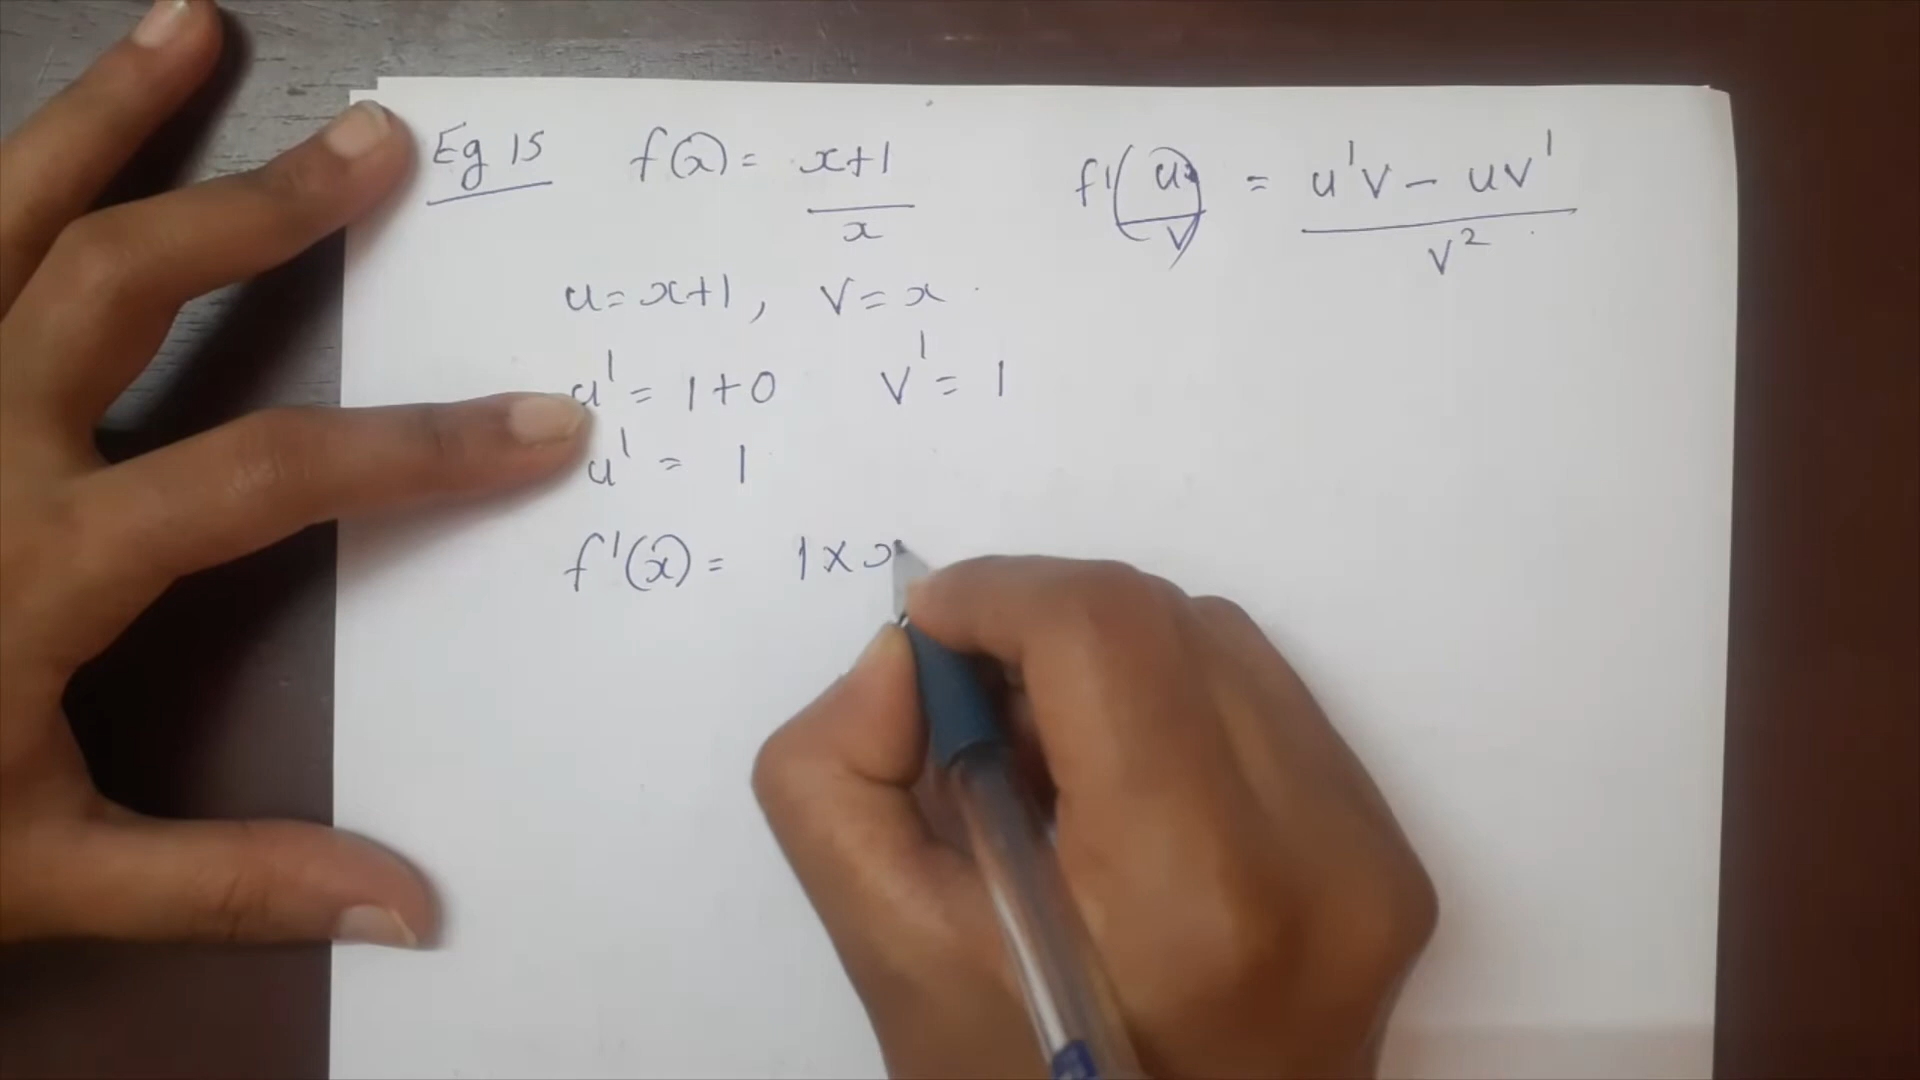 Eg 15 f(x) = x+1 / x f'(u/v) = u'v - uv' / v²
u = x+1, v = x
u' = 1+0 v' = 1
u' = 1
f'(x) = 1 × x